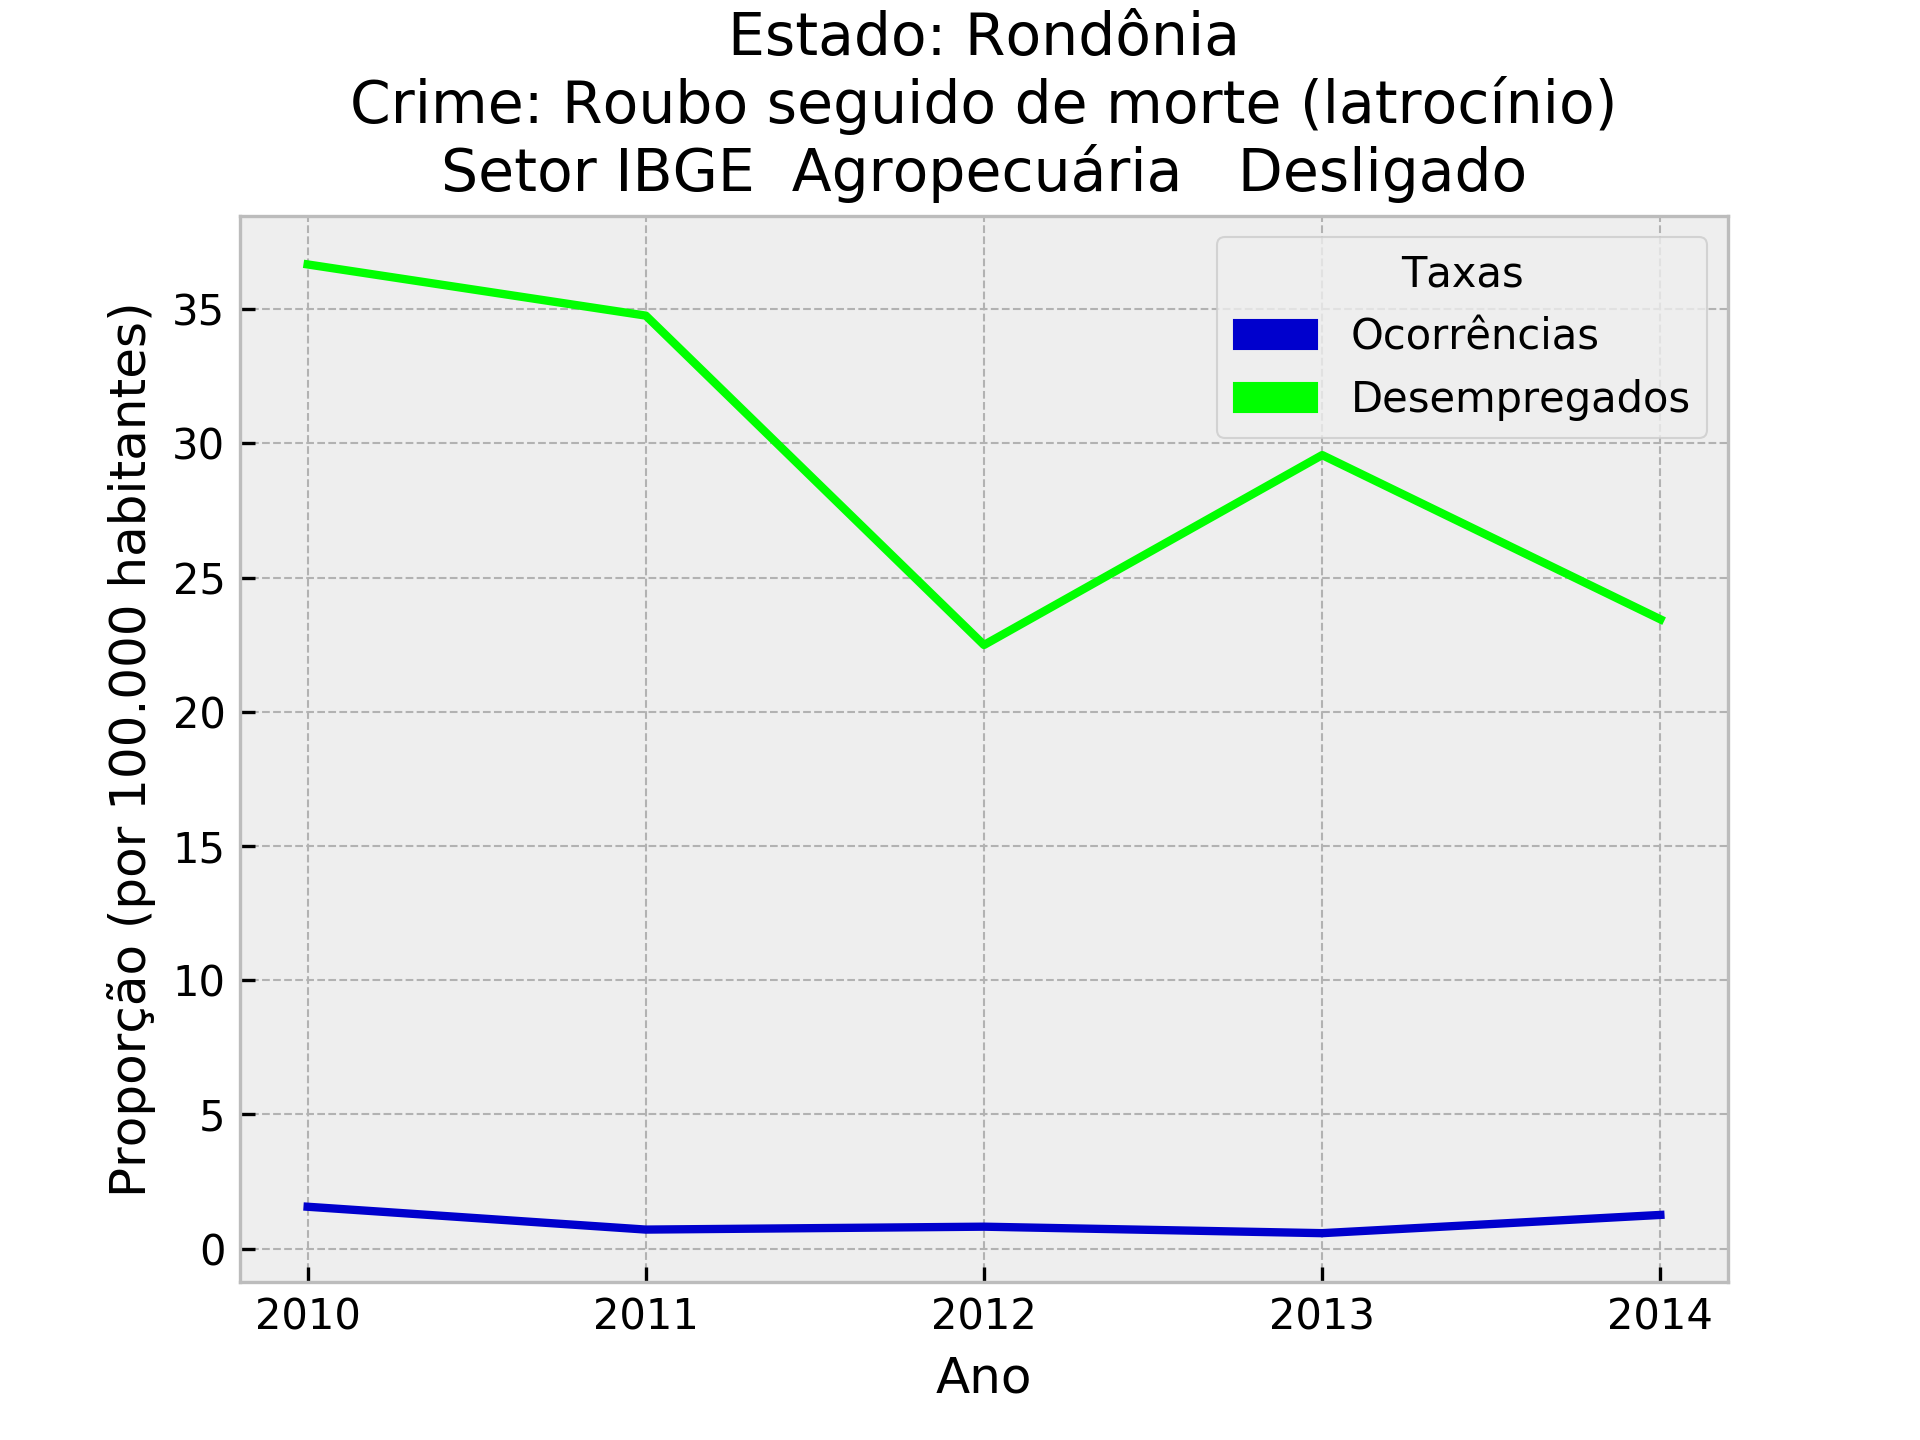 Estado: Rondônia
Crime: Roubo seguido de morte (latrocínio)
Setor IBGE  Agropecuária   Desligado
Proporção (por 100.000 habitantes)
35
30
25
20
15
10
5
0
Taxas
Ocorrências
Desempregados
2010 2011 2012 2013 2014
Ano